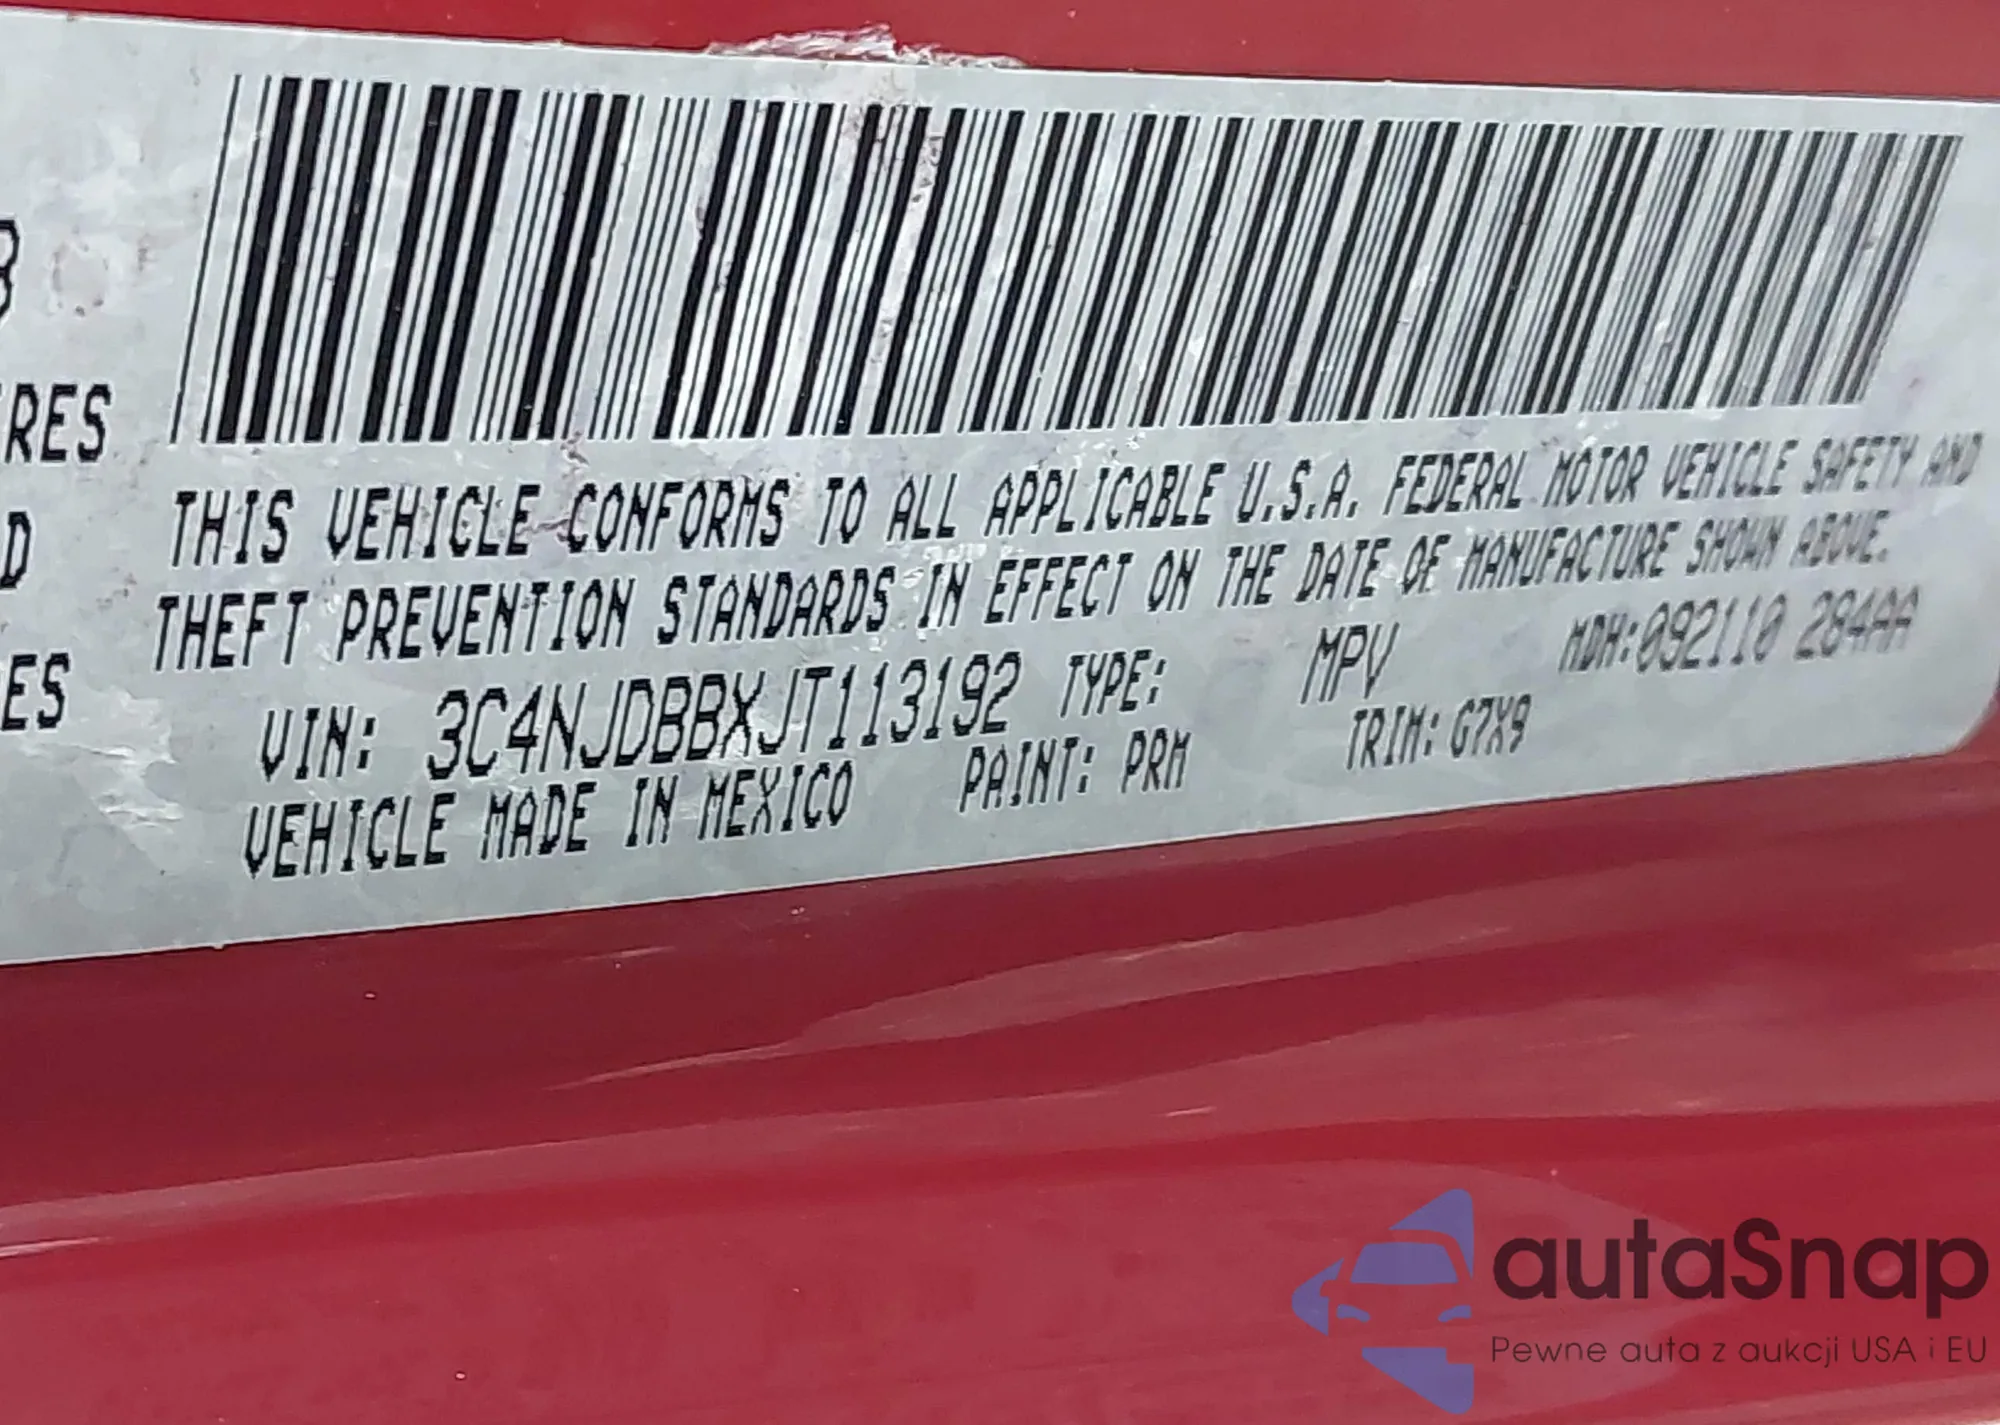 8
RES
D
ES
THIS VEHICLE CONFORMS TO ALL APPLICABLE U.S.A. FEDERAL MOTOR VEHICLE SAFETY AND
THEFT PREVENTION STANDARDS IN EFFECT ON THE DATE OF MANUFACTURE SHOWN ABOVE.
VIN: 3C4NJDBBXJT113192 TYPE: MPV MDH:092110 284AA
VEHICLE MADE IN MEXICO PAINT: PRM TRIM: G7X9
autaSnap
Pewne auta z aukcji USA i EU